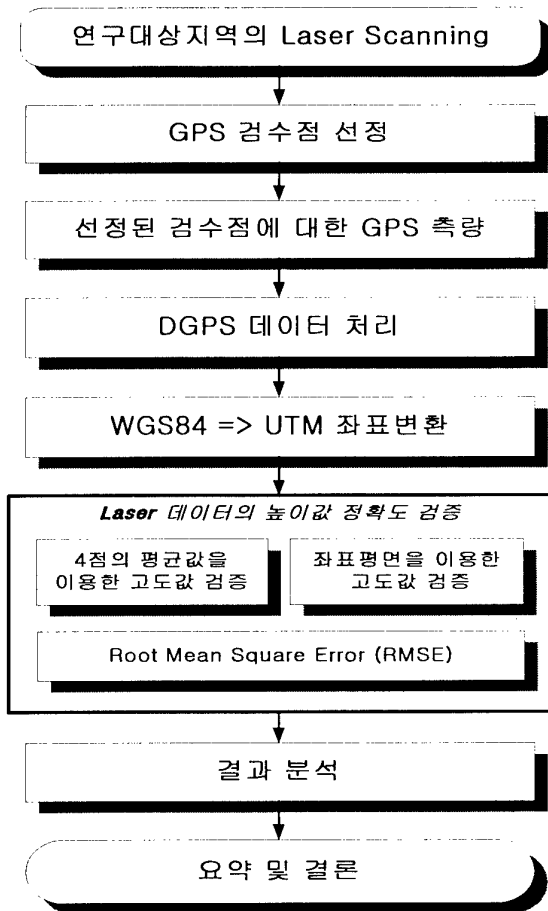 연구대상지역의 Laser Scanning
GPS 검수점 선정
선정된 검수점에 대한 GPS 측량
DGPS 데이터 처리
WGS84 => UTM 좌표변환
Laser 데이터의 높이값 정확도 검증
4점의 평균값을
이용한 고도값 검증
좌표평면을 이용한
고도값 검증
Root Mean Square Error (RMSE)
결과 분석
요약 및 결론